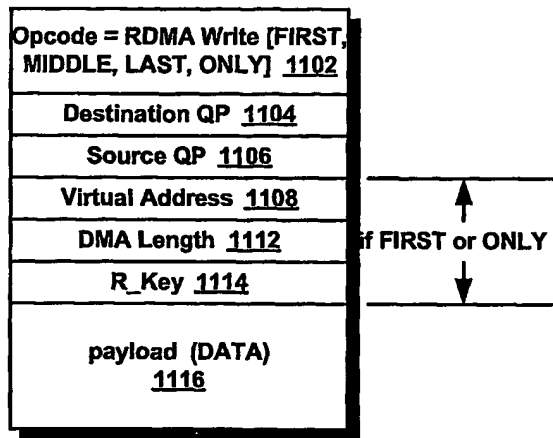 Opcode = RDMA Write [FIRST,
MIDDLE, LAST, ONLY] 1102
Destination QP 1104
Source QP 1106
Virtual Address 1108
DMA Length 1112
if FIRST or ONLY
R_Key 1114
payload (DATA)
1116